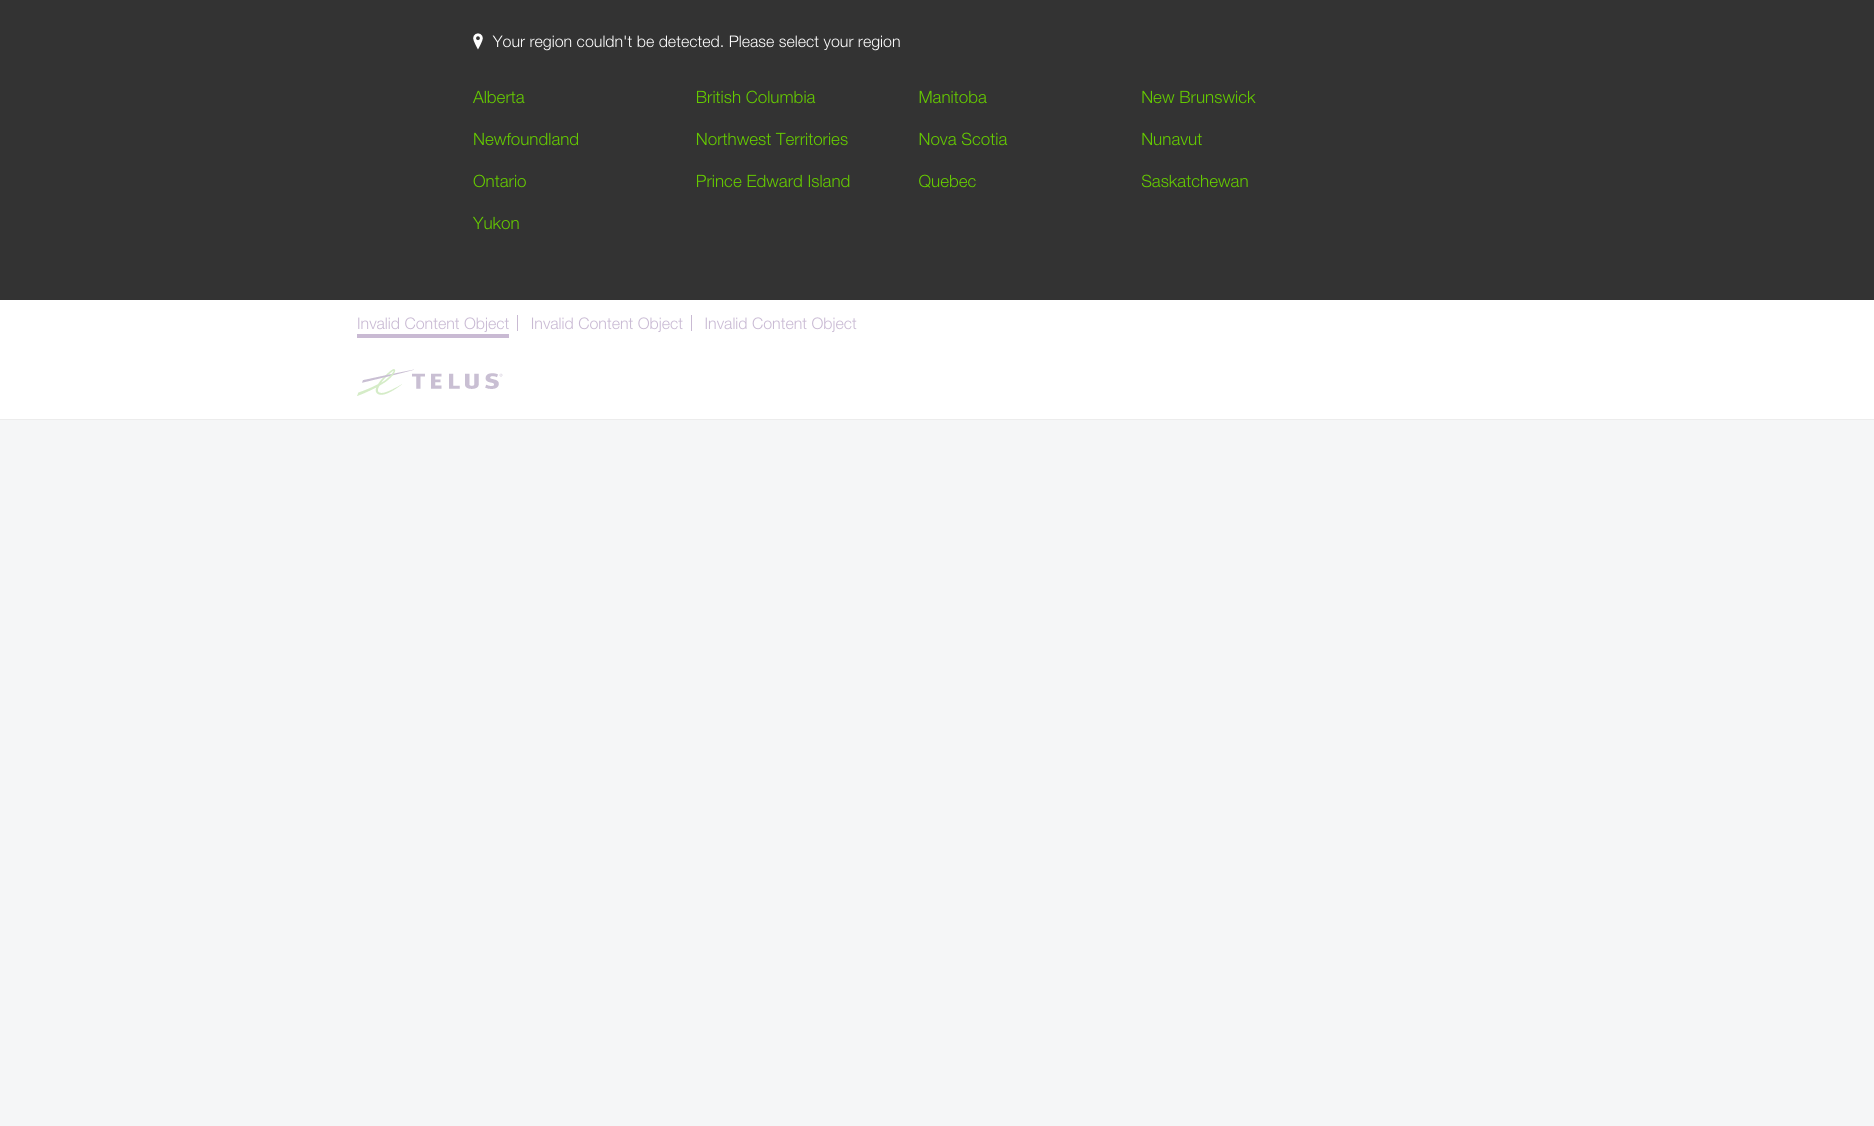 Your region couldn't be detected. Please select your region
Alberta British Columbia Manitoba New Brunswick
Newfoundland Northwest Territories Nova Scotia Nunavut
Ontario Prince Edward Island Quebec Saskatchewan
Yukon
Invalid Content Object Invalid Content Object Invalid Content Object
TELUS